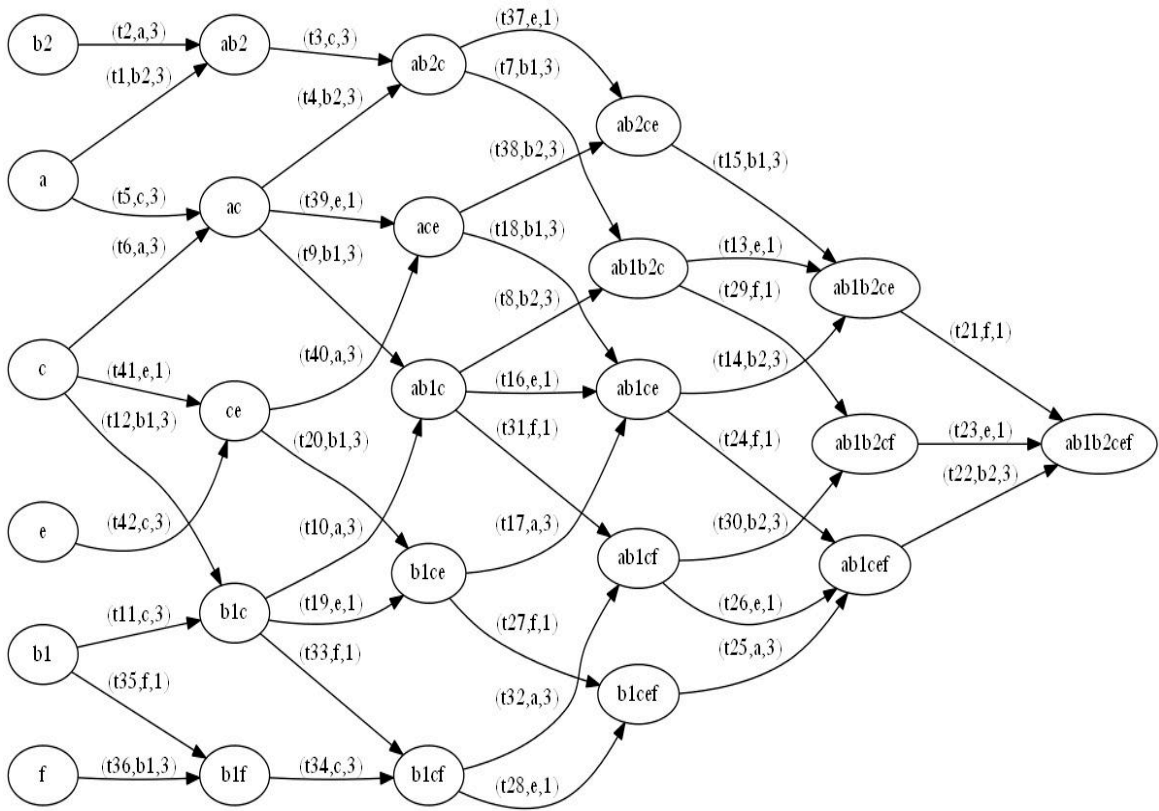 (t37,e,1)
b2
(t2,a,3)
ab2
(t3,c,3)
ab2c
(t7,b1,3)
(t1,b2,3)
(t4,b2,3)
ab2ce
(t38,b2,3)
(t15,b1,3)
a
(t5,c,3)
ac
(t39,e,1)
ace
(t6,a,3)
(t9,b1,3)
(t18,b1,3)
ab1b2c
(t13,e,1)
(t29,f,1)
ab1b2ce
(t8,b2,3)
(t21,f,1)
(t40,a,3)
(t14,b2,3)
c
(t41,e,1)
(t12,b1,3)
ce
ab1c
(t16,e,1)
ab1ce
(t31,f,1)
(t20,b1,3)
(t24,f,1)
ab1b2cf
(t23,e,1)
ab1b2cef
(t22,b2,3)
e
(t42,c,3)
(t10,a,3)
(t17,a,3)
(t30,b2,3)
b1ce
ab1cf
ab1cef
(t11,c,3)
b1c
(t19,e,1)
(t27,f,1)
(t26,e,1)
b1
(t35,f,1)
(t33,f,1)
(t32,a,3)
(t25,a,3)
b1cef
f
(t36,b1,3)
b1f
(t34,c,3)
b1cf
(t28,e,1)